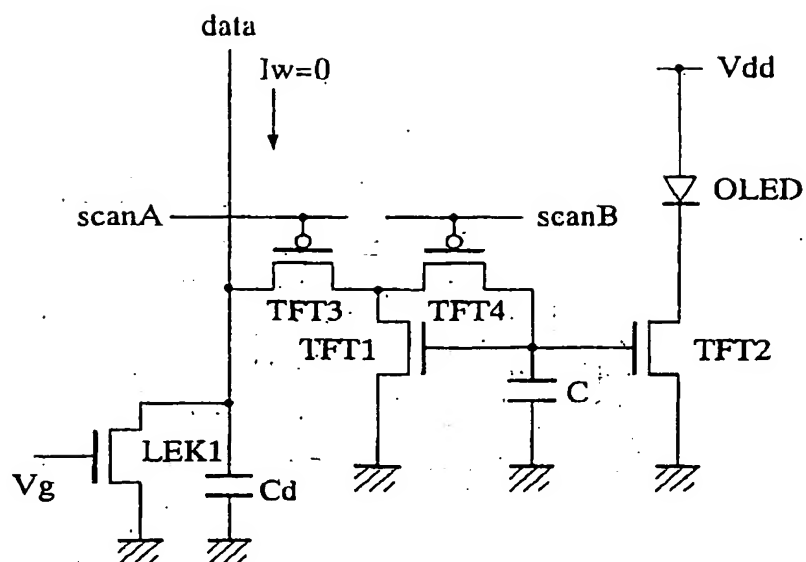 data
Iw=0
Vdd
OLED
scanA
scanB
TFT3
TFT4
TFT1
TFT2
C
LEK1
Vg
Cd